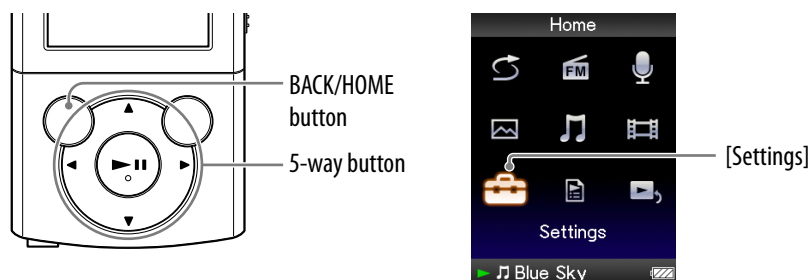 BACK/HOME
button
5-way button
Home
FM
[Settings]
Settings
Blue Sky